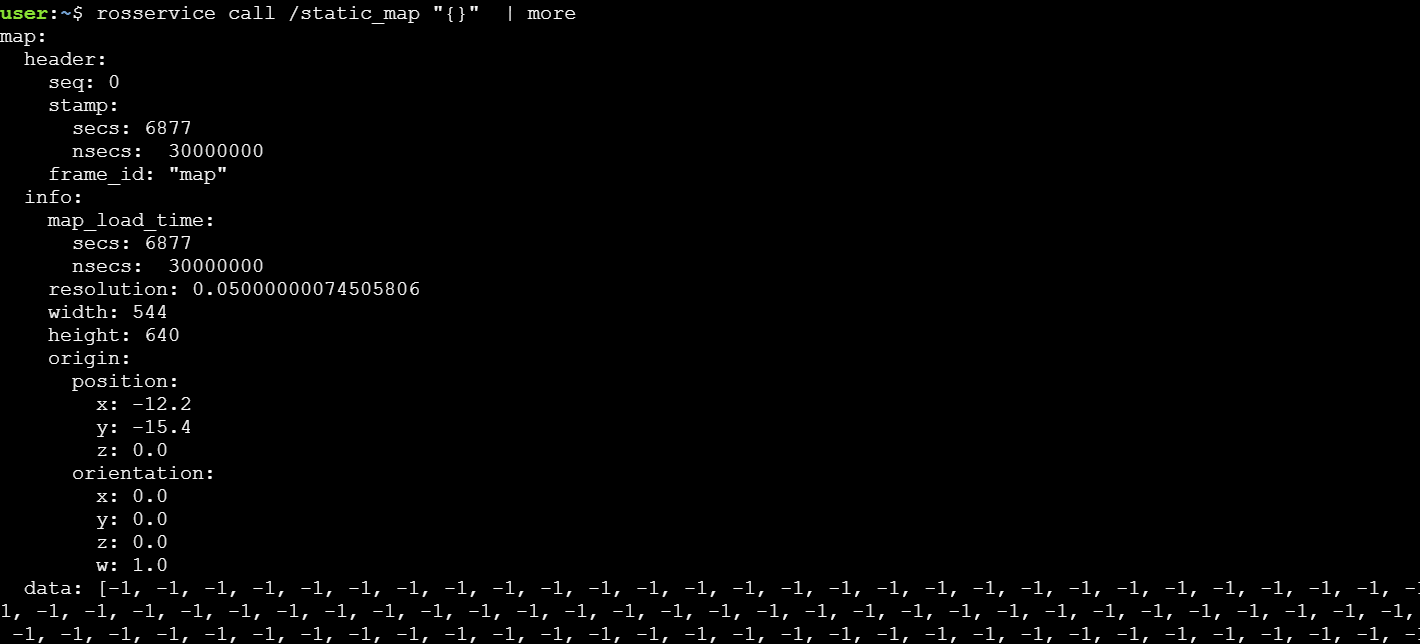 user:~$ rosservice call /static_map "{}"  | more
map:
  header:
    seq: 0
    stamp:
      secs: 6877
      nsecs:  30000000
    frame_id: "map"
  info:
    map_load_time:
      secs: 6877
      nsecs:  30000000
    resolution: 0.05000000074505806
    width: 544
    height: 640
    origin:
      position:
        x: -12.2
        y: -15.4
        z: 0.0
      orientation:
        x: 0.0
        y: 0.0
        z: 0.0
        w: 1.0
  data: [-1, -1, -1, -1, -1, -1, -1, -1, -1, -1, -1, -1, -1, -1, -1, -1, -1, -1, -1, -1, -1, -1, -1, -1, -1, -1, -1, -
1, -1, -1, -1, -1, -1, -1, -1, -1, -1, -1, -1, -1, -1, -1, -1, -1, -1, -1, -1, -1, -1, -1, -1, -1, -1, -1, -1, -1, -1,
 -1, -1, -1, -1, -1, -1, -1, -1, -1, -1, -1, -1, -1, -1, -1, -1, -1, -1, -1, -1, -1, -1, -1, -1, -1, -1, -1, -1, -1, -